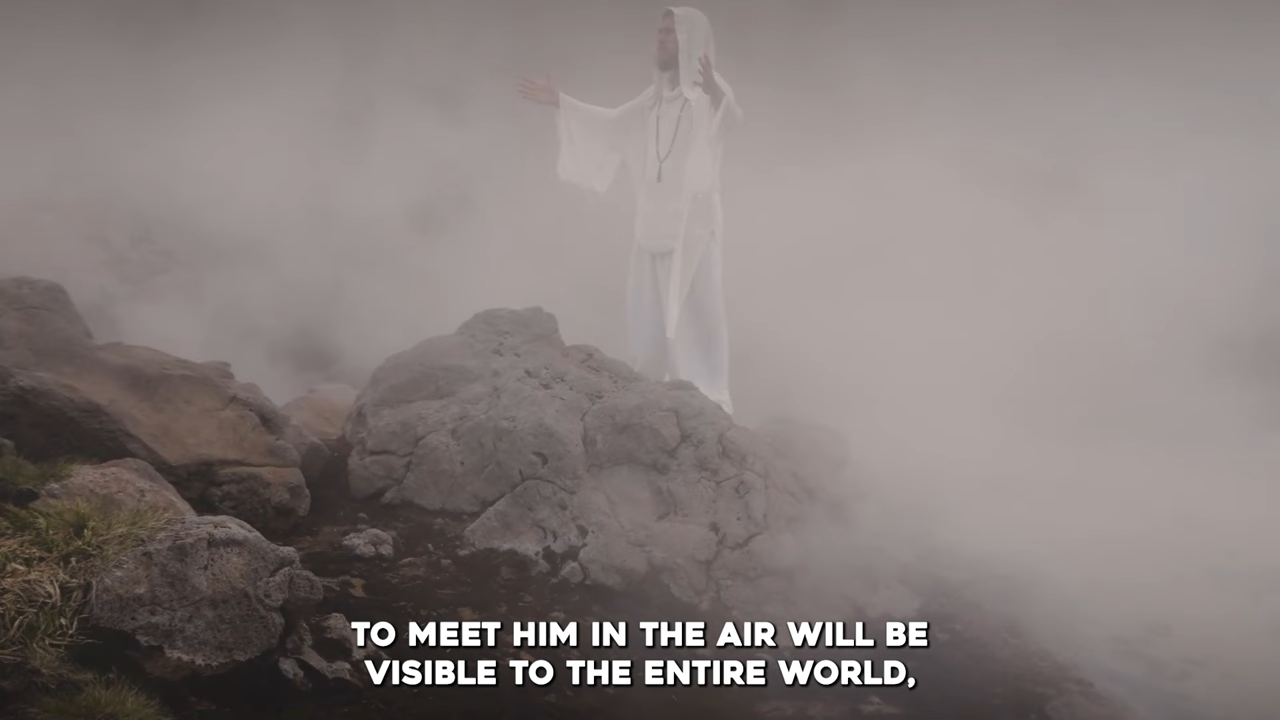 TO MEET HIM IN THE AIR WILL BE
VISIBLE TO THE ENTIRE WORLD,